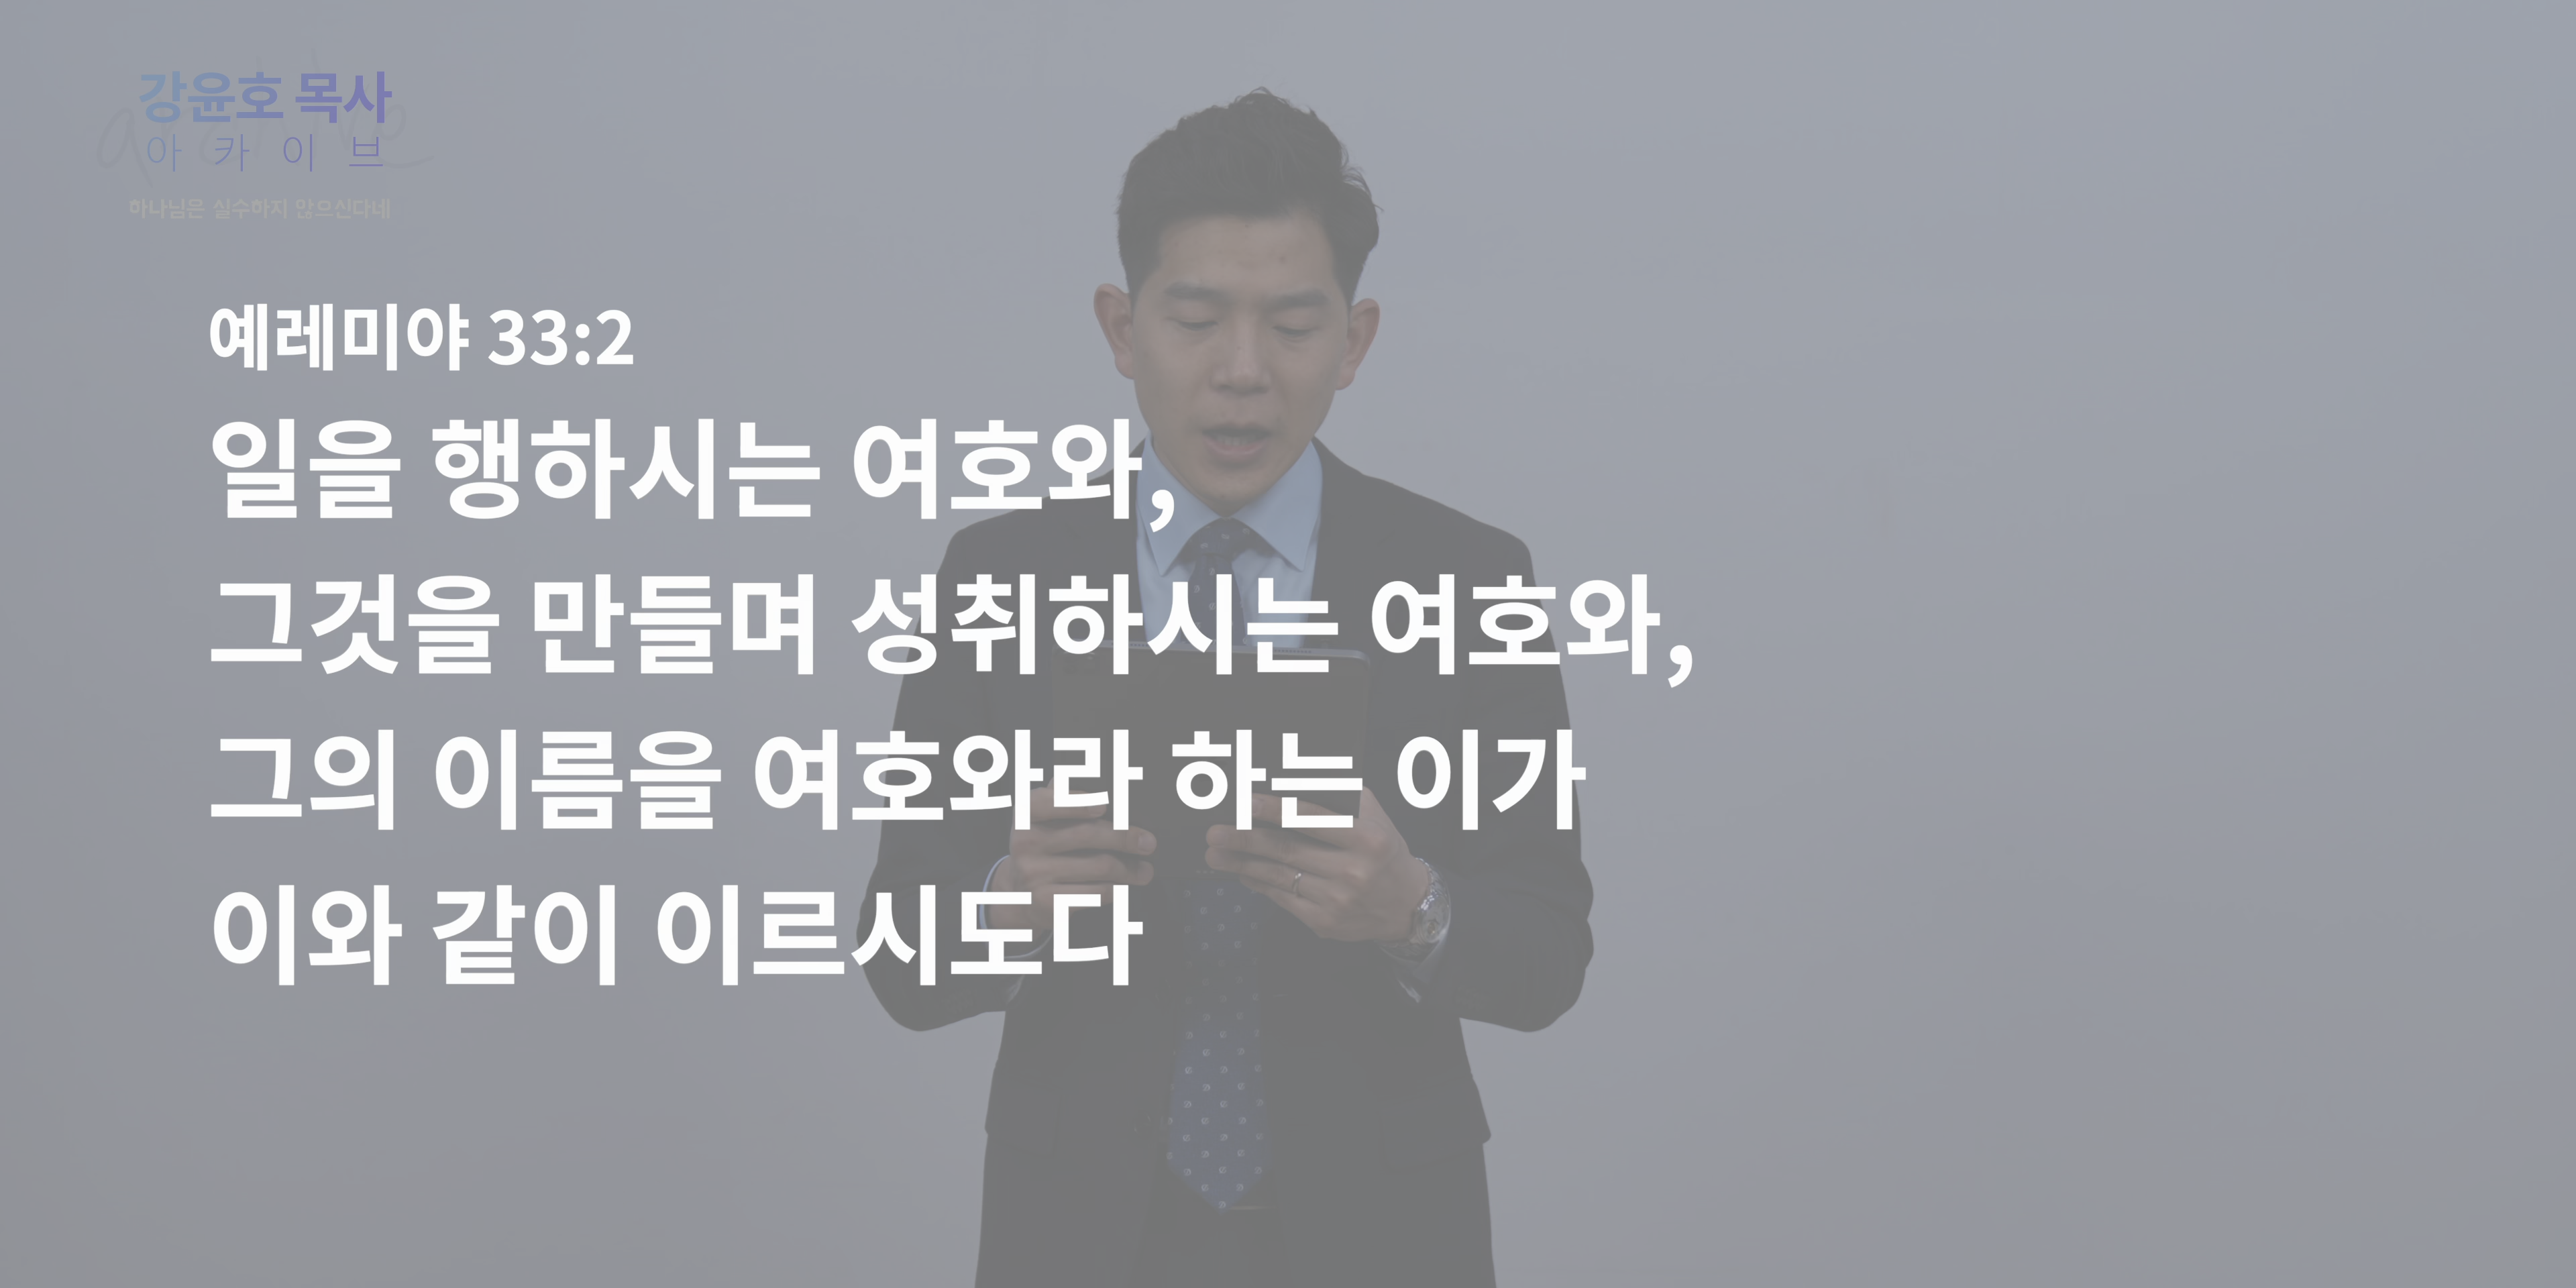 강윤호 목사
아카이브
하나님은 실수하지 않으신다네
예레미야 33:2
일을 행하시는 여호와,
그것을 만들며 성취하시는 여호와,
그의 이름을 여호와라 하는 이가
이와 같이 이르시도다